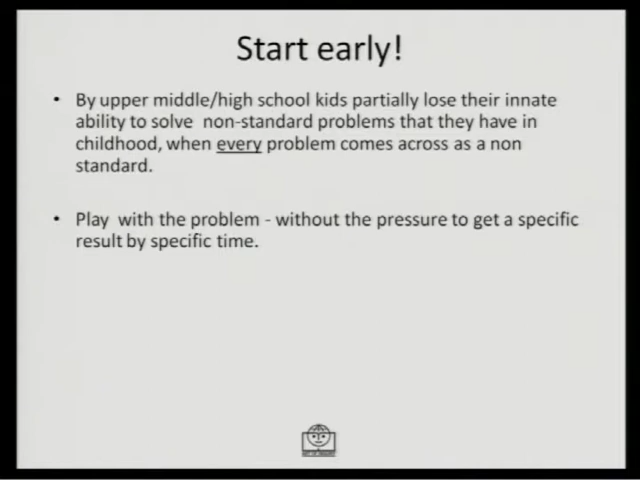 Start early!
• By upper middle/high school kids partially lose their innate
ability to solve non-standard problems that they have in
childhood, when every problem comes across as a non
standard.
• Play with the problem - without the pressure to get a specific
result by specific time.